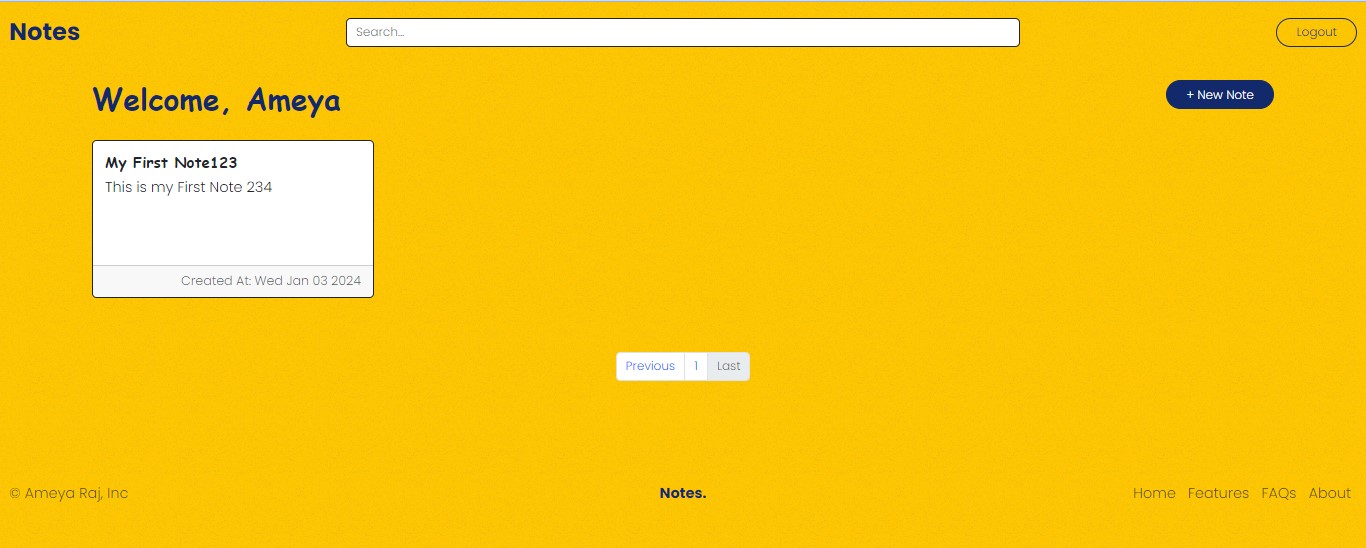 Notes
Search...
Logout
Welcome, Ameya
+ New Note
My First Note123
This is my First Note 234
Created At: Wed Jan 03 2024
Previous 1 Last
© Ameya Raj, Inc
Notes.
Home Features FAQs About